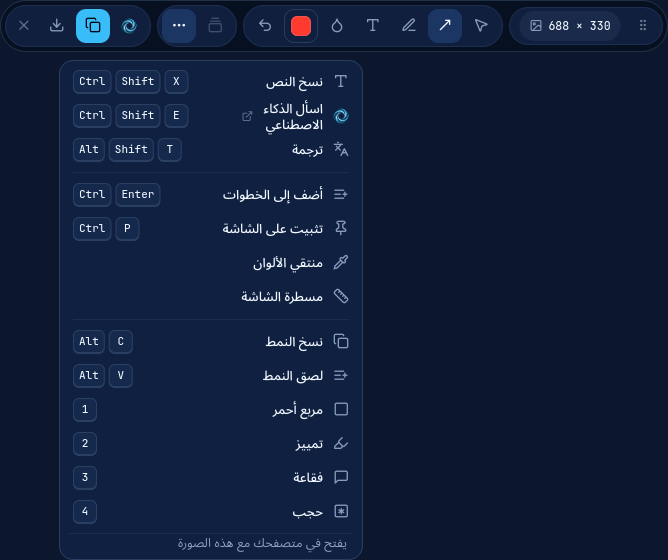 688 × 330
نسخ النص Ctrl Shift X
اسأل الذكاء
الاصطناعي Ctrl Shift E
ترجمة Alt Shift T
أضف إلى الخطوات Ctrl Enter
تثبيت على الشاشة Ctrl P
منتقي الألوان
مسطرة الشاشة
نسخ النمط Alt C
لصق النمط Alt V
مربع أحمر 1
تمييز 2
فقاعة 3
حجب 4
يفتح في متصفحك مع هذه الصورة